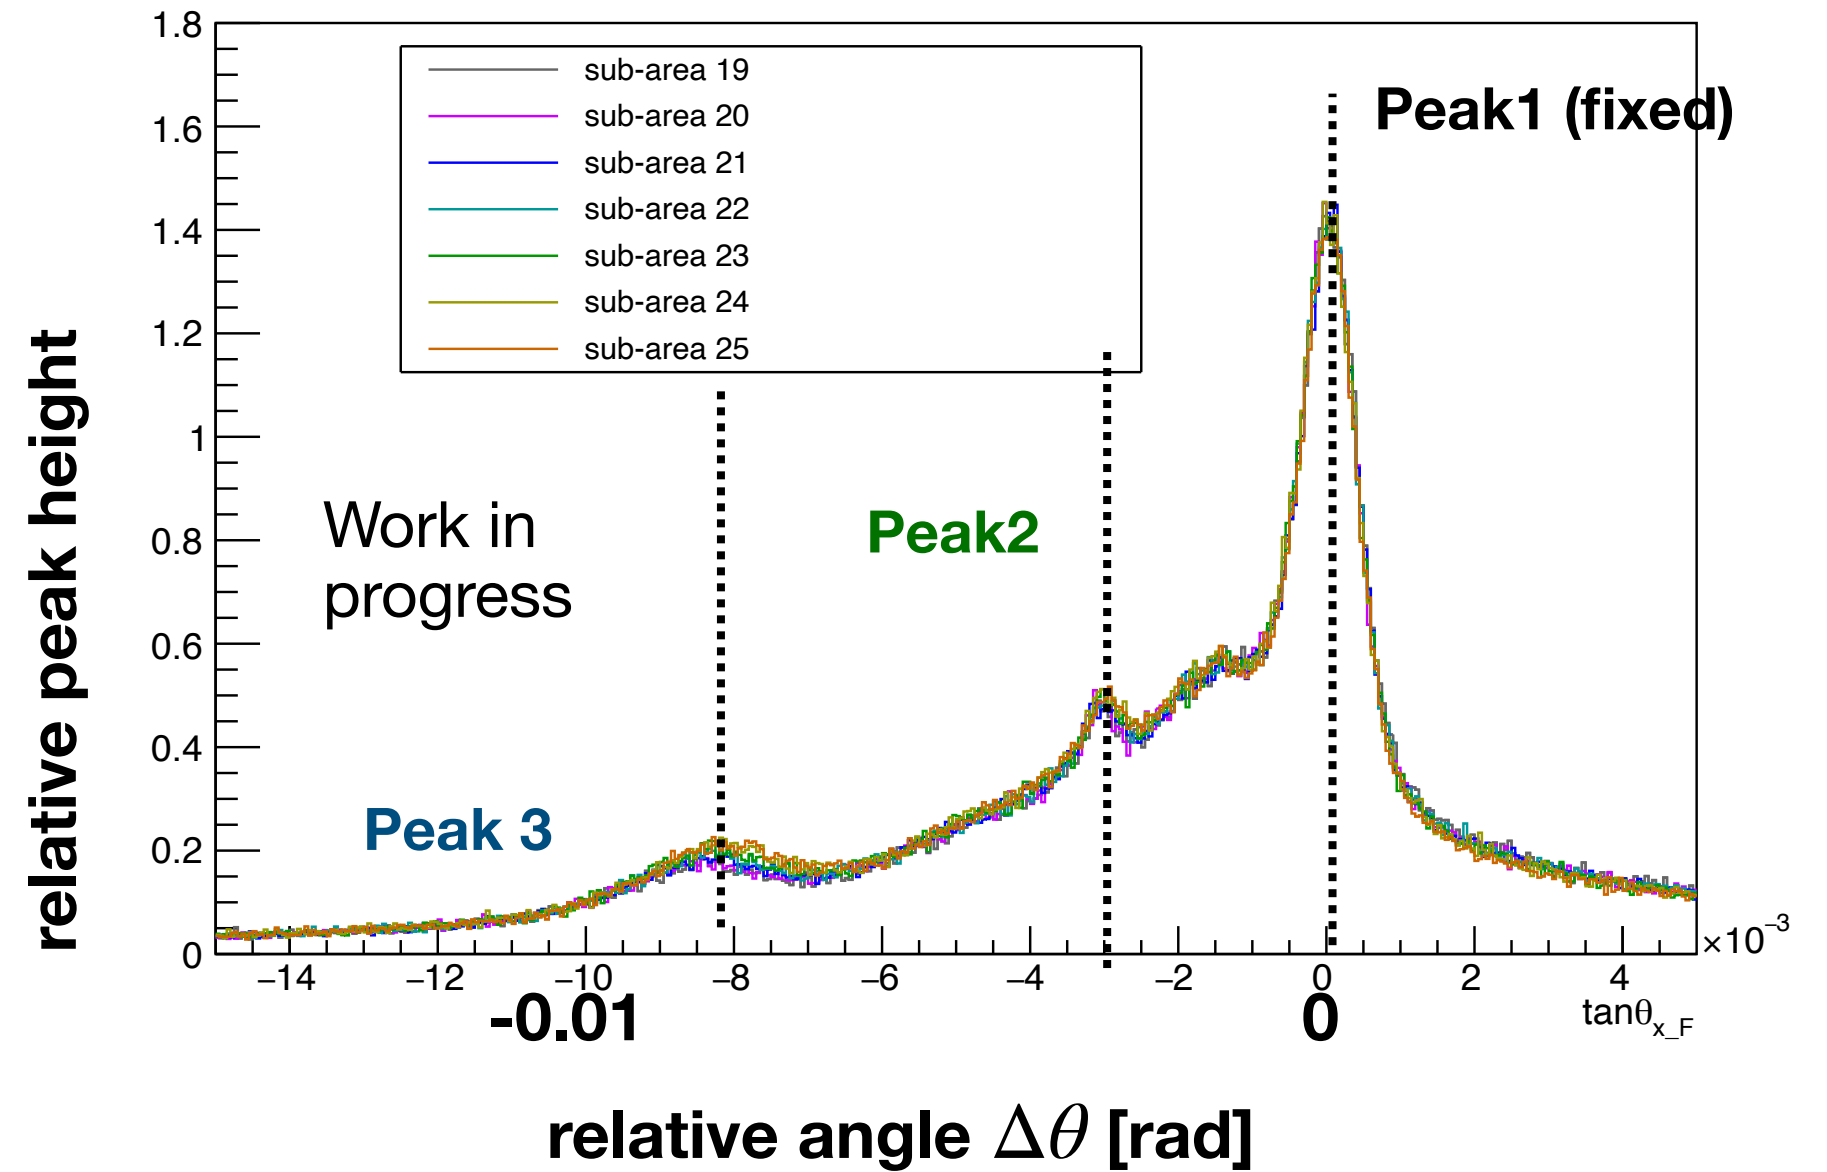 1.8
1.6
1.4
1.2
1
0.8
0.6
0.4
0.2
0
relative peak height
sub-area 19
sub-area 20
sub-area 21
sub-area 22
sub-area 23
sub-area 24
sub-area 25
Peak1 (fixed)
Work in
progress
Peak2
Peak 3
−14 −12 −10 −8 −6 −4 −2 0 2 4
×10⁻³
-0.01 0
tanθx_F
relative angle Δθ [rad]